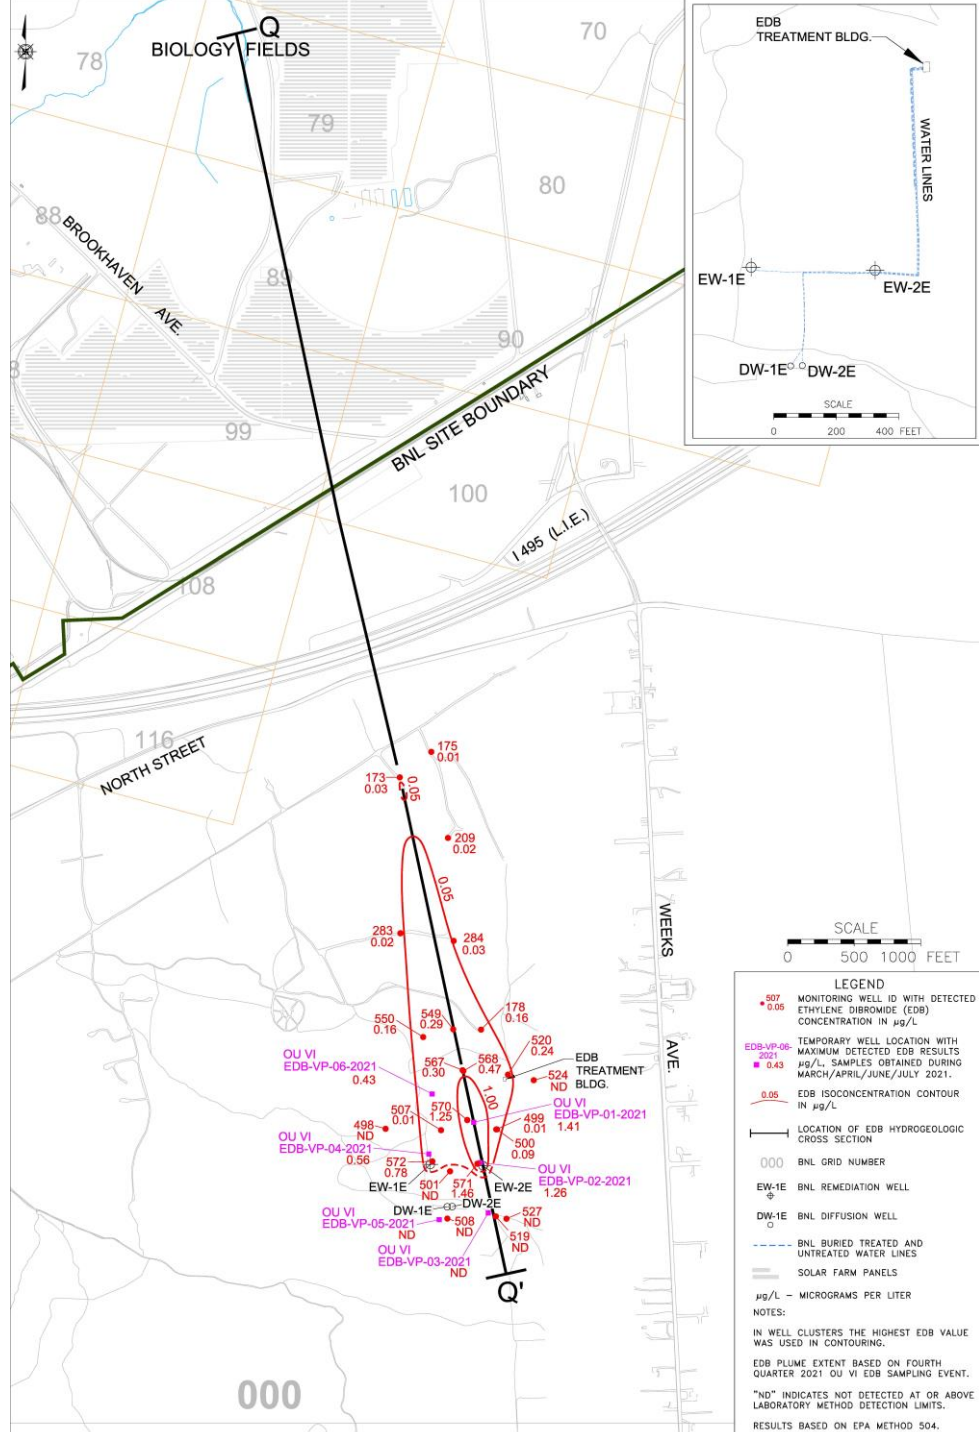 Q
BIOLOGY FIELDS
78
70
79
80
88
BROOKHAVEN AVE.
89
90
99
BNL SITE BOUNDARY
100
I 495 (L.I.E.)
108
116
NORTH STREET
EDB
TREATMENT BLDG.
WATER LINES
EW-1E
EW-2E
DW-1E
DW-2E
SCALE
0 200 400 FEET
175
0.01
173
0.03
0.05
209
0.02
0.05
283
0.02
284
0.03
WEEKS
AVE.
SCALE
0 500 1000 FEET
549
0.29
178
0.16
550
0.16
520
0.24
567
0.30
568
0.47
EDB
TREATMENT
BLDG.
524
ND
OU VI
EDB-VP-06-2021
0.43
1.00
507
0.01
570
1.25
OU VI
EDB-VP-01-2021
1.41
498
ND
499
0.01
500
0.09
OU VI
EDB-VP-04-2021
0.56
572
0.78
EW-1E
501
ND
571
1.46
EW-2E
OU VI
EDB-VP-02-2021
1.26
DW-1E
DW-2E
OU VI
EDB-VP-05-2021
ND
508
ND
527
ND
519
ND
OU VI
EDB-VP-03-2021
ND
Q'
000
LEGEND
507
0.05
MONITORING WELL ID WITH DETECTED
ETHYLENE DIBROMIDE (EDB)
CONCENTRATION IN µg/L
EDB-VP-06-
2021
0.43
TEMPORARY WELL LOCATION WITH
MAXIMUM DETECTED EDB RESULTS
µg/L, SAMPLES OBTAINED DURING
MARCH/APRIL/JUNE/JULY 2021.
0.05
EDB ISOCONCENTRATION CONTOUR
IN µg/L
LOCATION OF EDB HYDROGEOLOGIC
CROSS SECTION
000
BNL GRID NUMBER
EW-1E
BNL REMEDIATION WELL
DW-1E
BNL DIFFUSION WELL
BNL BURIED TREATED AND
UNTREATED WATER LINES
SOLAR FARM PANELS
µg/L – MICROGRAMS PER LITER
NOTES:
IN WELL CLUSTERS THE HIGHEST EDB VALUE
WAS USED IN CONTOURING.
EDB PLUME EXTENT BASED ON FOURTH
QUARTER 2021 OU VI EDB SAMPLING EVENT.
"ND" INDICATES NOT DETECTED AT OR ABOVE
LABORATORY METHOD DETECTION LIMITS.
RESULTS BASED ON EPA METHOD 504.